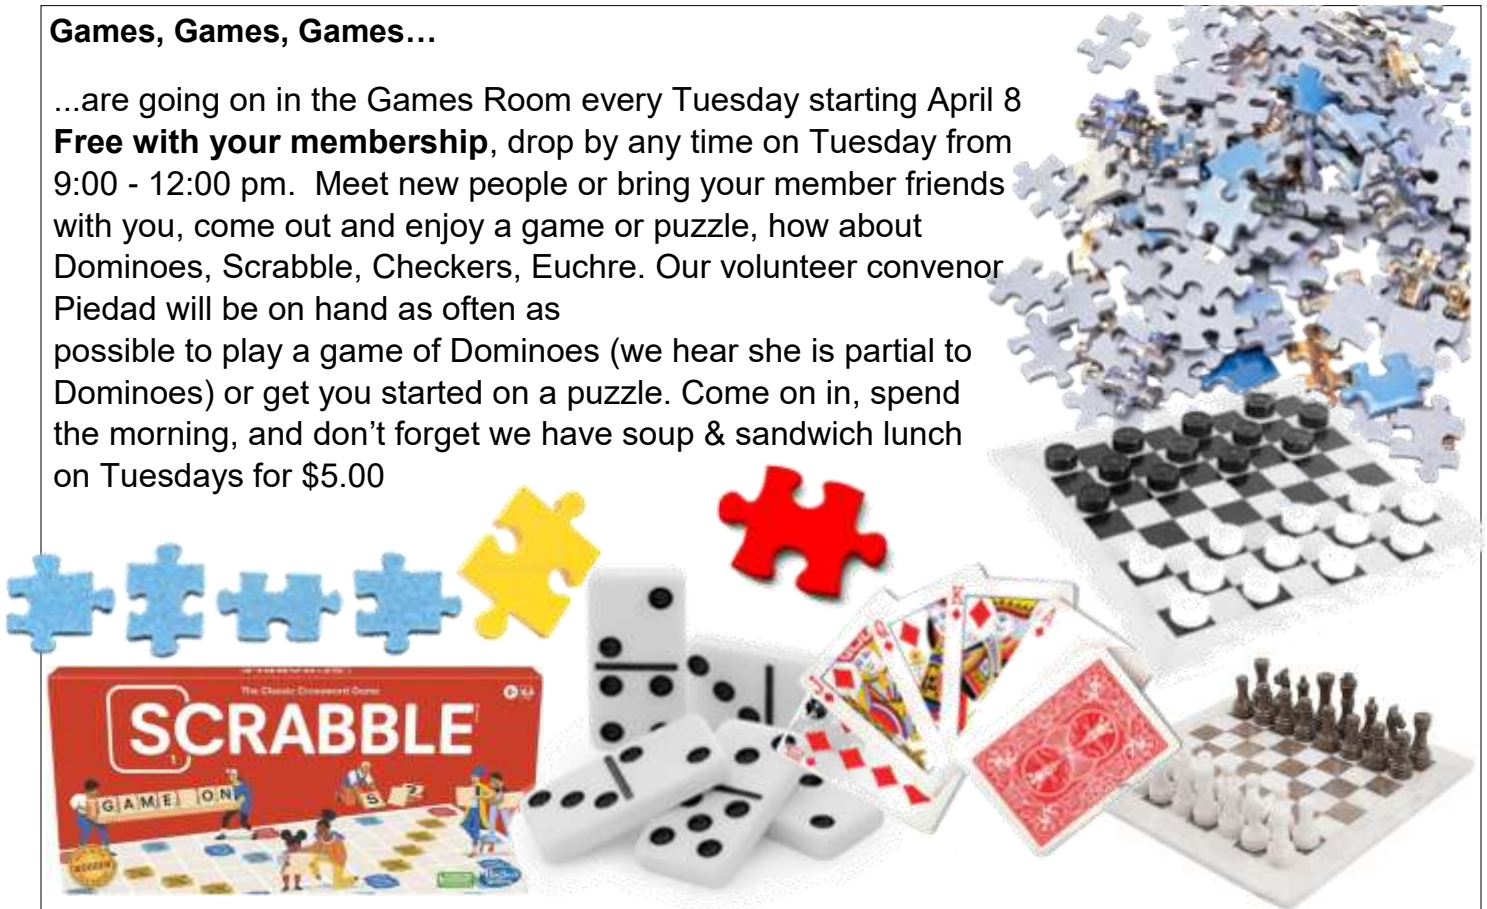 Games, Games, Games…
...are going on in the Games Room every Tuesday starting April 8
Free with your membership, drop by any time on Tuesday from
9:00 - 12:00 pm.  Meet new people or bring your member friends
with you, come out and enjoy a game or puzzle, how about
Dominoes, Scrabble, Checkers, Euchre. Our volunteer convenor
Piedad will be on hand as often as
possible to play a game of Dominoes (we hear she is partial to
Dominoes) or get you started on a puzzle. Come on in, spend
the morning, and don’t forget we have soup & sandwich lunch
on Tuesdays for $5.00
The Classic Crossword Game
SCRABBLE
GAME ON
K
A
Q
J